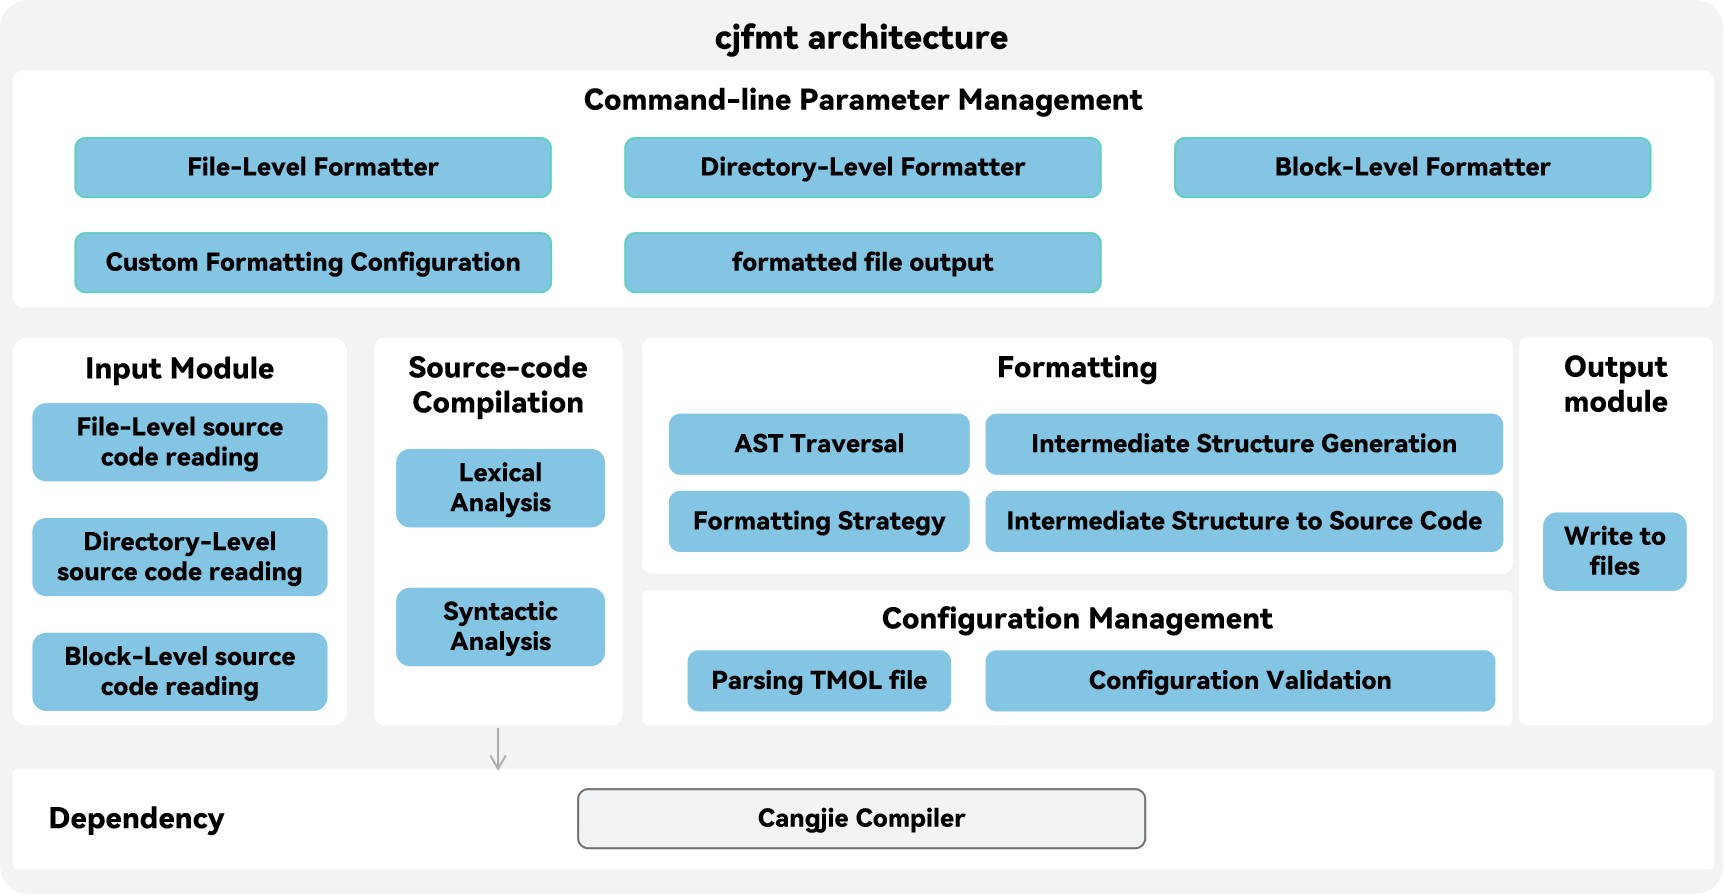 cjfmt architecture
Command-line Parameter Management
File-Level Formatter
Directory-Level Formatter
Block-Level Formatter
Custom Formatting Configuration
formatted file output
Input Module
File-Level source
code reading
Directory-Level
source code reading
Block-Level source
code reading
Source-code
Compilation
Lexical
Analysis
Syntactic
Analysis
Formatting
AST Traversal
Intermediate Structure Generation
Formatting Strategy
Intermediate Structure to Source Code
Configuration Management
Parsing TMOL file
Configuration Validation
Output
module
Write to
files
Dependency
Cangjie Compiler